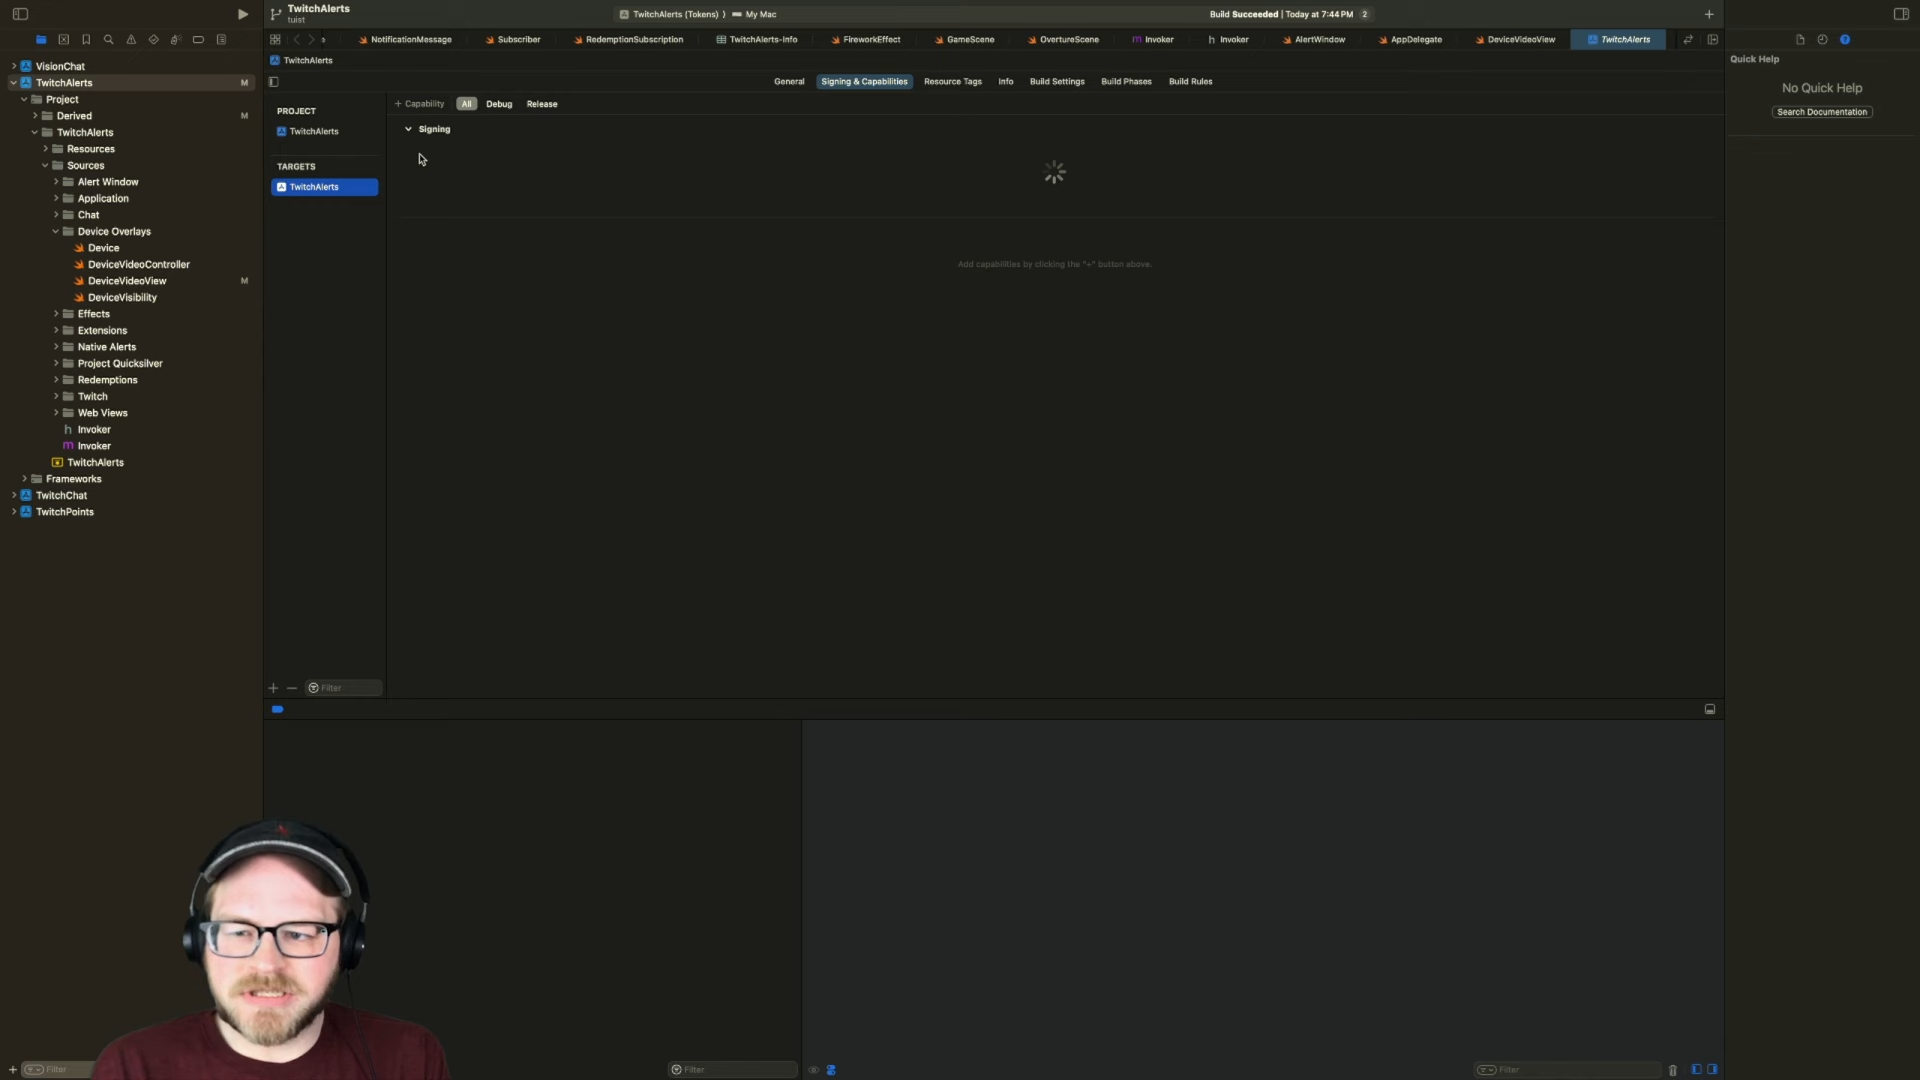 TwitchAlerts
tuist
TwitchAlerts (Tokens) 〉 My Mac
Build Succeeded | Today at 7:44 PM 2
NotificationMessage
Subscriber
RedemptionSubscription
TwitchAlerts-Info
FireworkEffect
GameScene
OvertureScene
m Invoker
h Invoker
AlertWindow
AppDelegate
DeviceVideoView
TwitchAlerts
TwitchAlerts
General
Signing & Capabilities
Resource Tags
Info
Build Settings
Build Phases
Build Rules
+ Capability
All
Debug
Release
PROJECT
TwitchAlerts
TARGETS
TwitchAlerts
Signing
Add capabilities by clicking the "+" button above.
VisionChat
TwitchAlerts M
Project
Derived M
TwitchAlerts
Resources
Sources
Alert Window
Application
Chat
Device Overlays
Device
DeviceVideoController
DeviceVideoView M
DeviceVisibility
Effects
Extensions
Native Alerts
Project Quicksilver
Redemptions
Twitch
Web Views
h Invoker
m Invoker
TwitchAlerts
Frameworks
TwitchChat
TwitchPoints
Quick Help
No Quick Help
Search Documentation
Filter
Filter
Filter
Filter